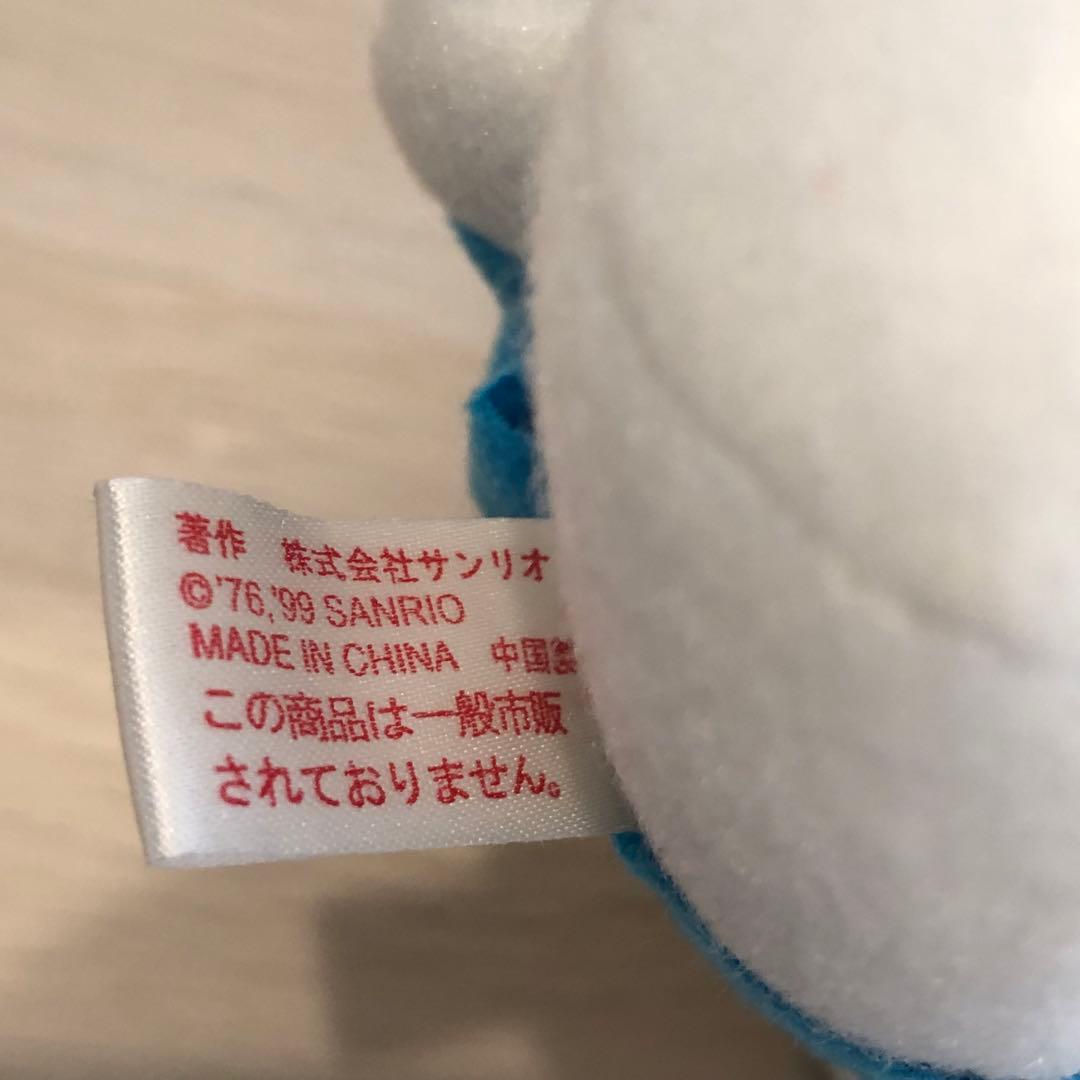 著作 株式会社サンリオ
©'76,'99 SANRIO
MADE IN CHINA 中国製
この商品は一般市販
されておりません。